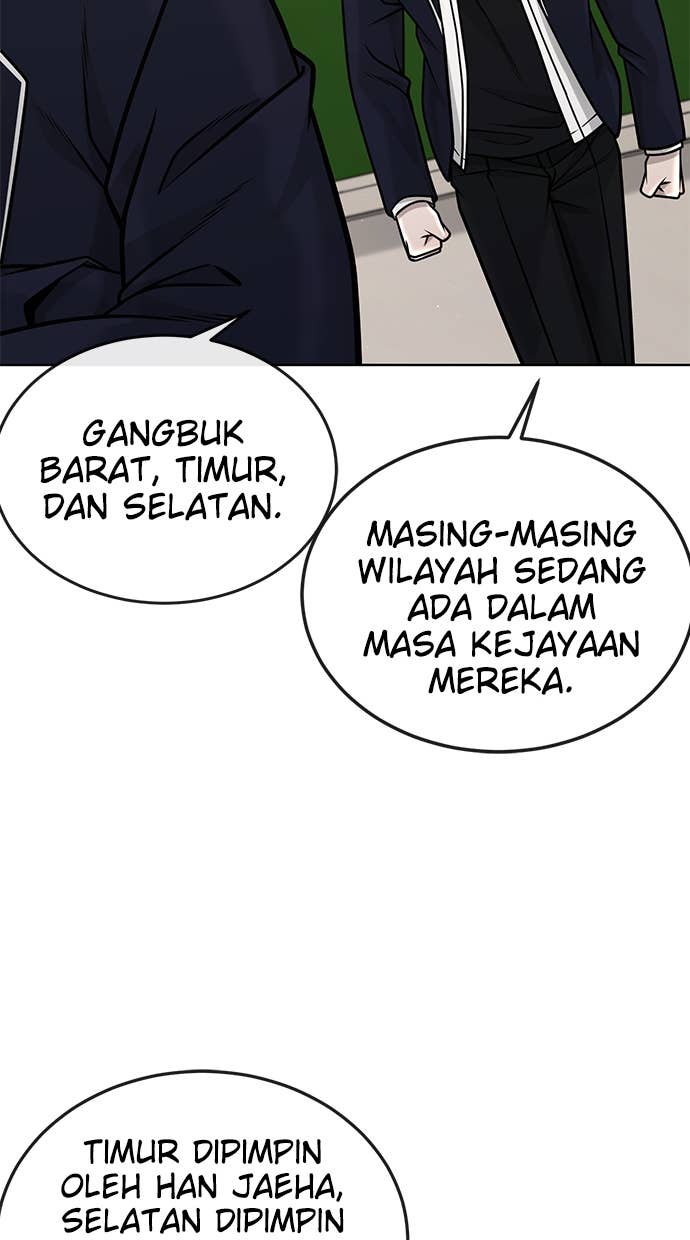 GANGBUK
BARAT, TIMUR,
DAN SELATAN.
MASING-MASING
WILAYAH SEDANG
ADA DALAM
MASA KEJAYAAN
MEREKA.
TIMUR DIPIMPIN
OLEH HAN JAEHA,
SELATAN DIPIMPIN